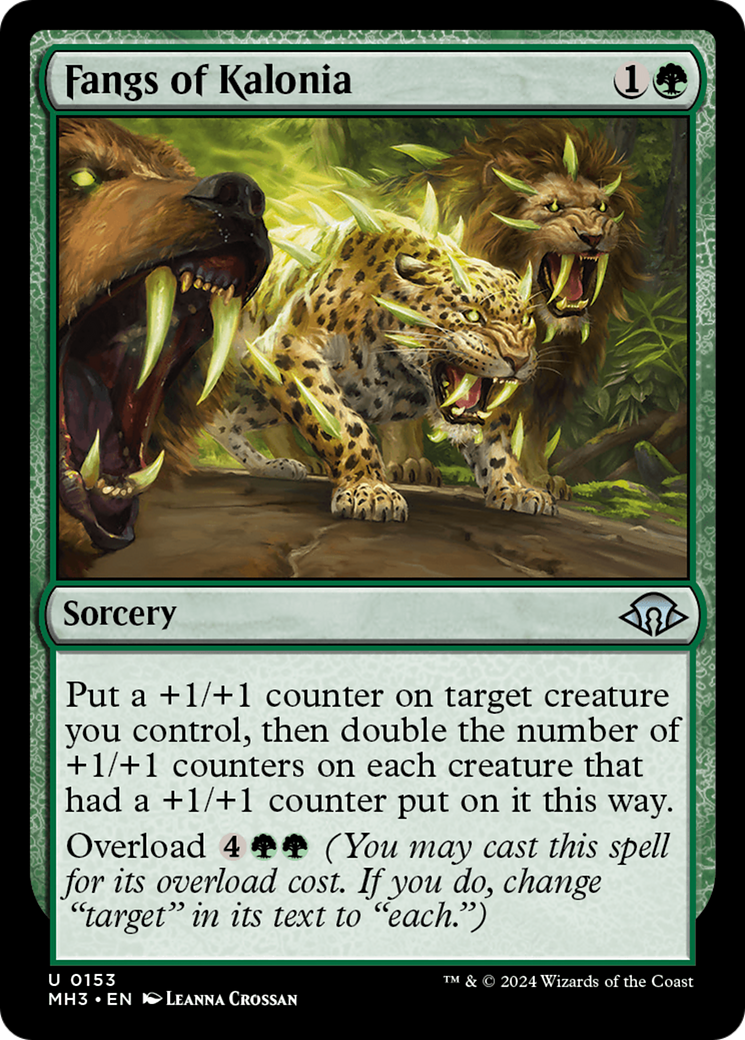 Fangs of Kalonia 1
Sorcery
Put a +1/+1 counter on target creature
you control, then double the number of
+1/+1 counters on each creature that
had a +1/+1 counter put on it this way.
Overload 4 (You may cast this spell
for its overload cost. If you do, change
“target” in its text to “each.”)
U 0153
MH3 • EN Leanna Crossan
™ & © 2024 Wizards of the Coast